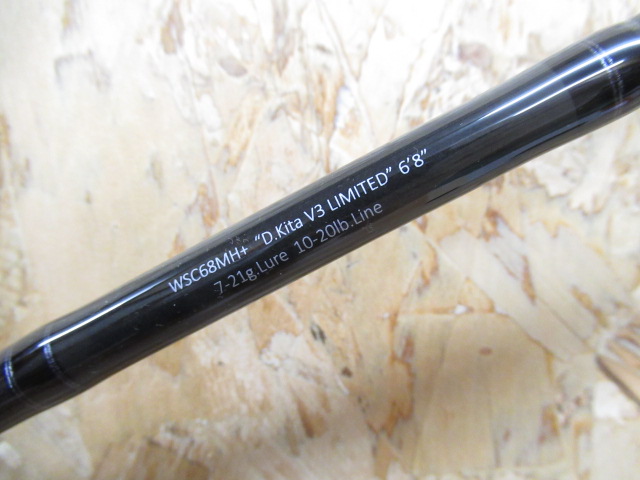 WSC68MH+ “D.Kita V3 LIMITED” 6’8”
7-21g.Lure 10-20lb.Line